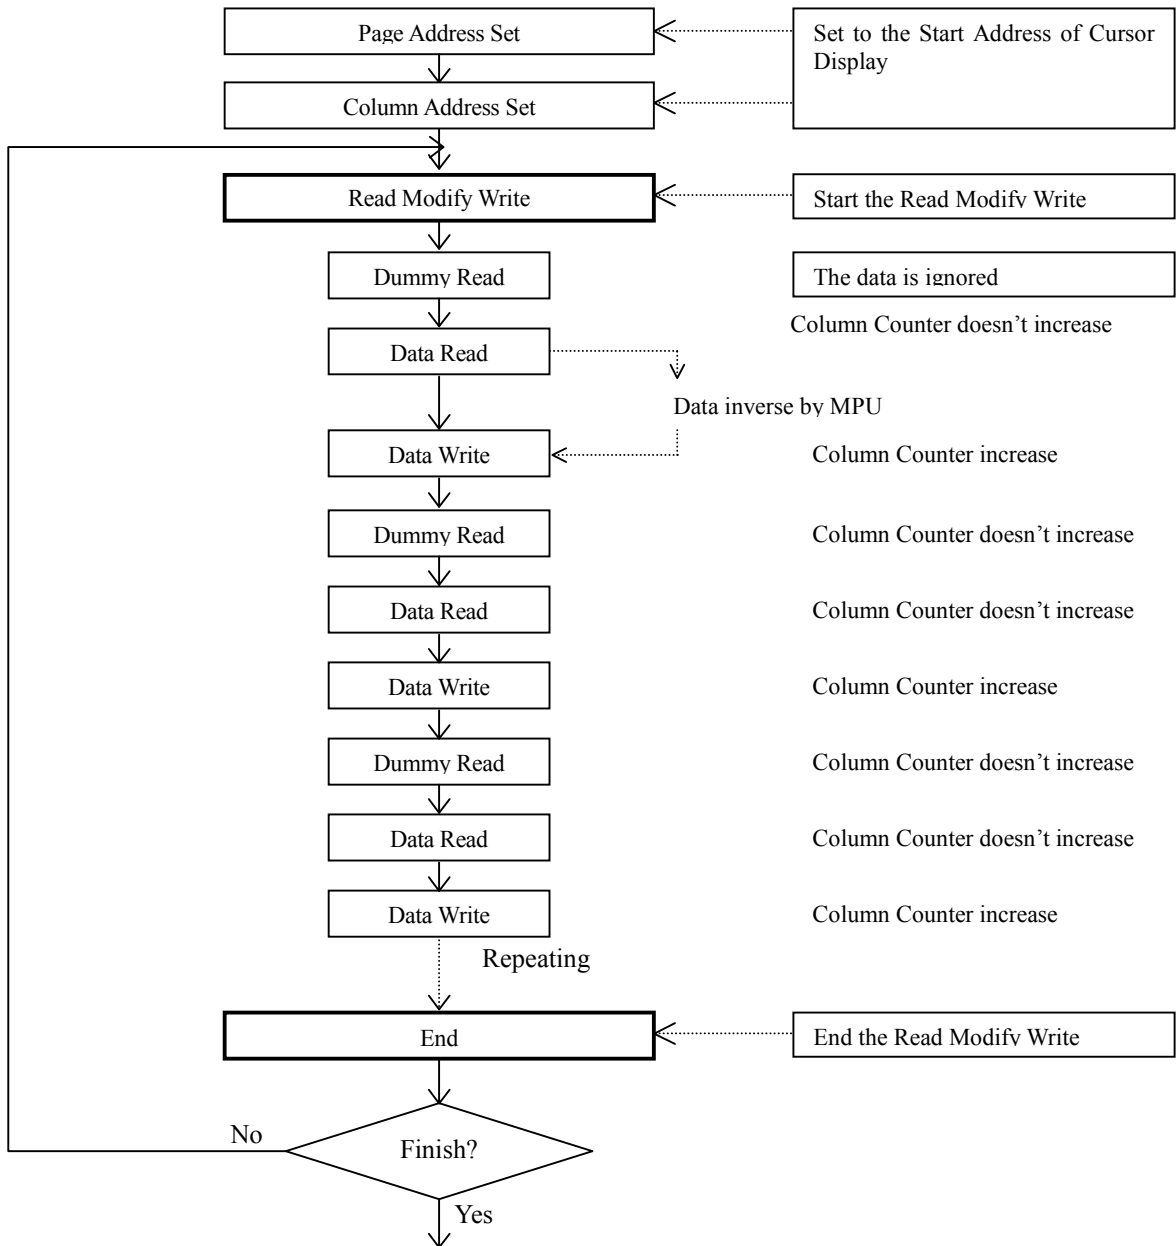 Page Address Set
Set to the Start Address of Cursor
Display
Column Address Set
Read Modify Write
Start the Read Modify Write
Dummy Read
The data is ignored
Column Counter doesn't increase
Data Read
Data inverse by MPU
Data Write
Column Counter increase
Dummy Read
Column Counter doesn't increase
Data Read
Column Counter doesn't increase
Data Write
Column Counter increase
Dummy Read
Column Counter doesn't increase
Data Read
Column Counter doesn't increase
Data Write
Column Counter increase
Repeating
End
End the Read Modify Write
No
Finish?
Yes